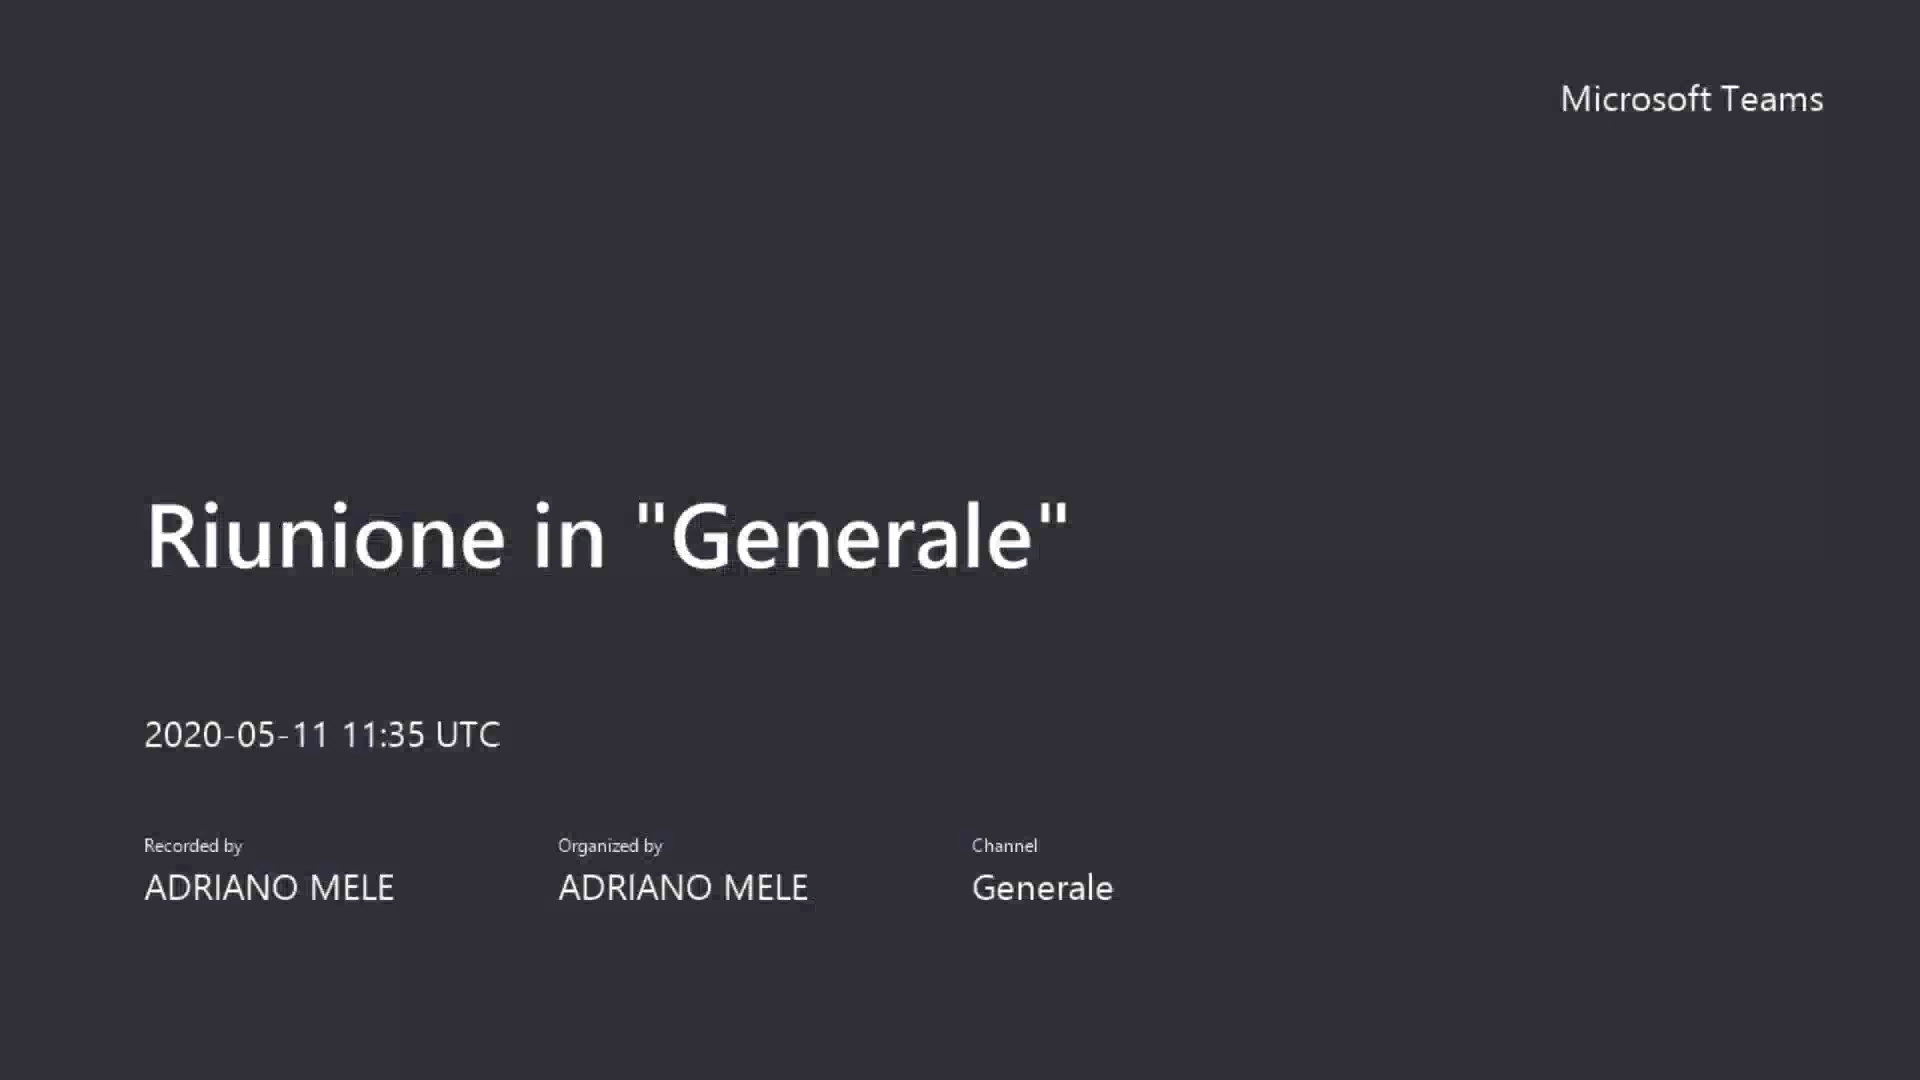 Microsoft Teams
Riunione in "Generale"
2020-05-11 11:35 UTC
Recorded by
ADRIANO MELE
Organized by
ADRIANO MELE
Channel
Generale